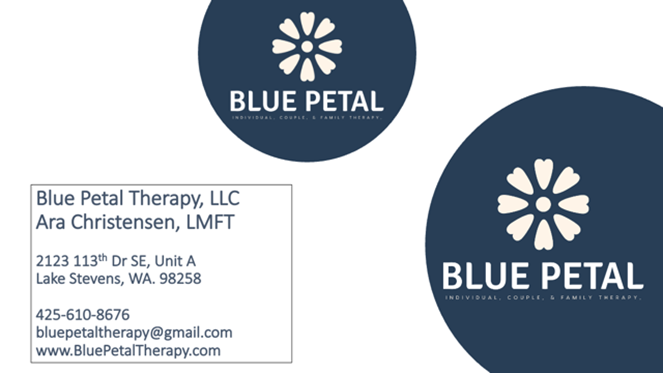 BLUE PETAL
INDIVIDUAL, COUPLE, & FAMILY THERAPY.
BLUE PETAL
INDIVIDUAL, COUPLE, & FAMILY THERAPY.
Blue Petal Therapy, LLC
Ara Christensen, LMFT
2123 113th Dr SE, Unit A
Lake Stevens, WA. 98258
425-610-8676
bluepetaltherapy@gmail.com
www.BluePetalTherapy.com